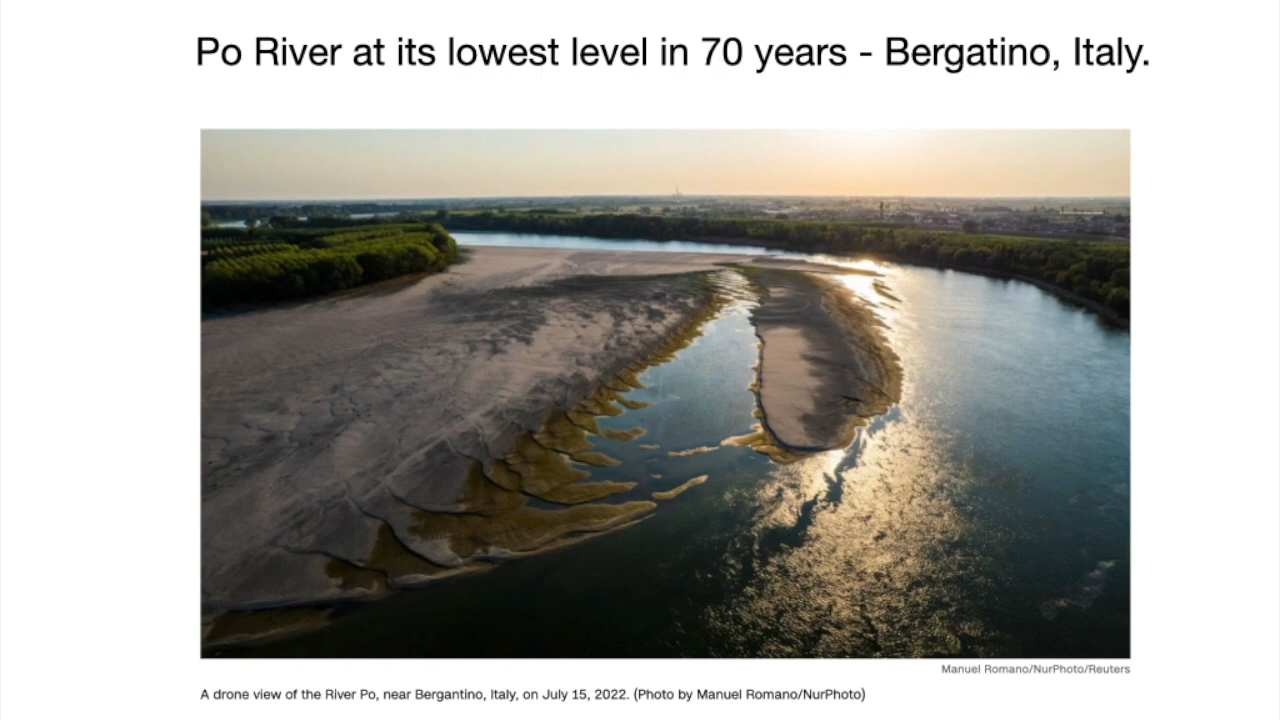 Po River at its lowest level in 70 years - Bergatino, Italy.
Manuel Romano/NurPhoto/Reuters
A drone view of the River Po, near Bergantino, Italy, on July 15, 2022. (Photo by Manuel Romano/NurPhoto)